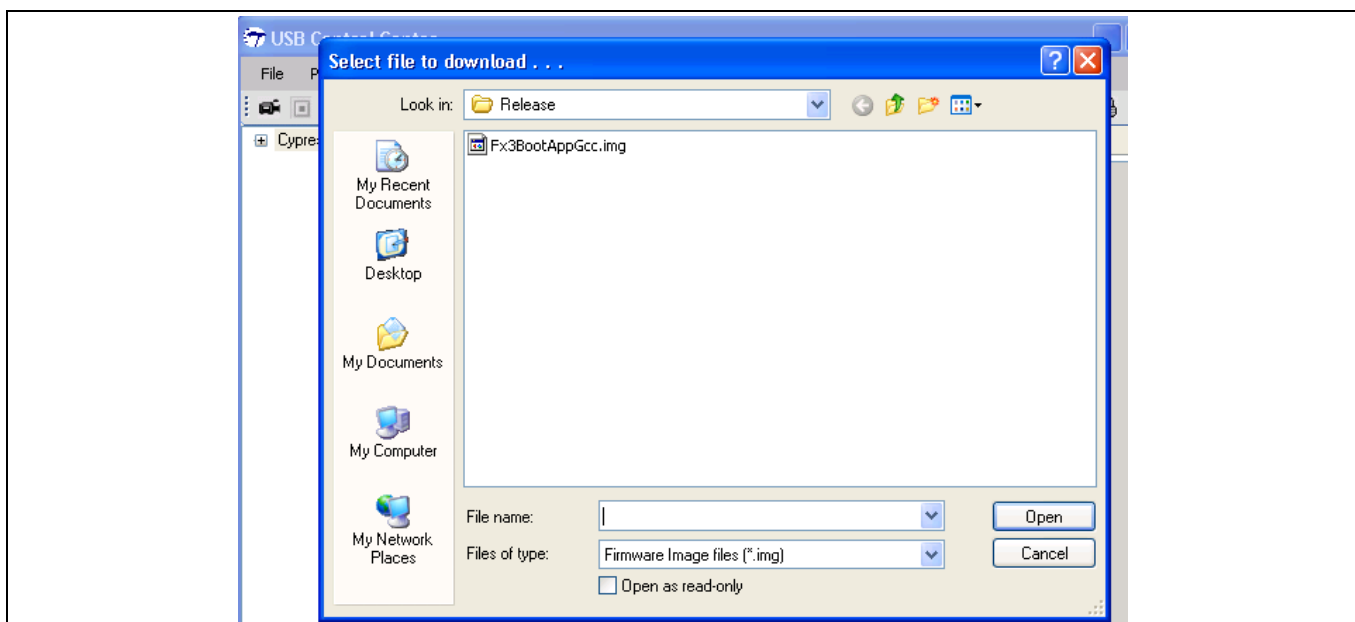 USB Control Center
Select file to download . . .
File P
Look in: Release
Cypres
Fx3BootAppGcc.img
My Recent
Documents
Desktop
My Documents
My Computer
My Network
Places
File name:
Open
Files of type: Firmware Image files (*.img)
Cancel
Open as read-only